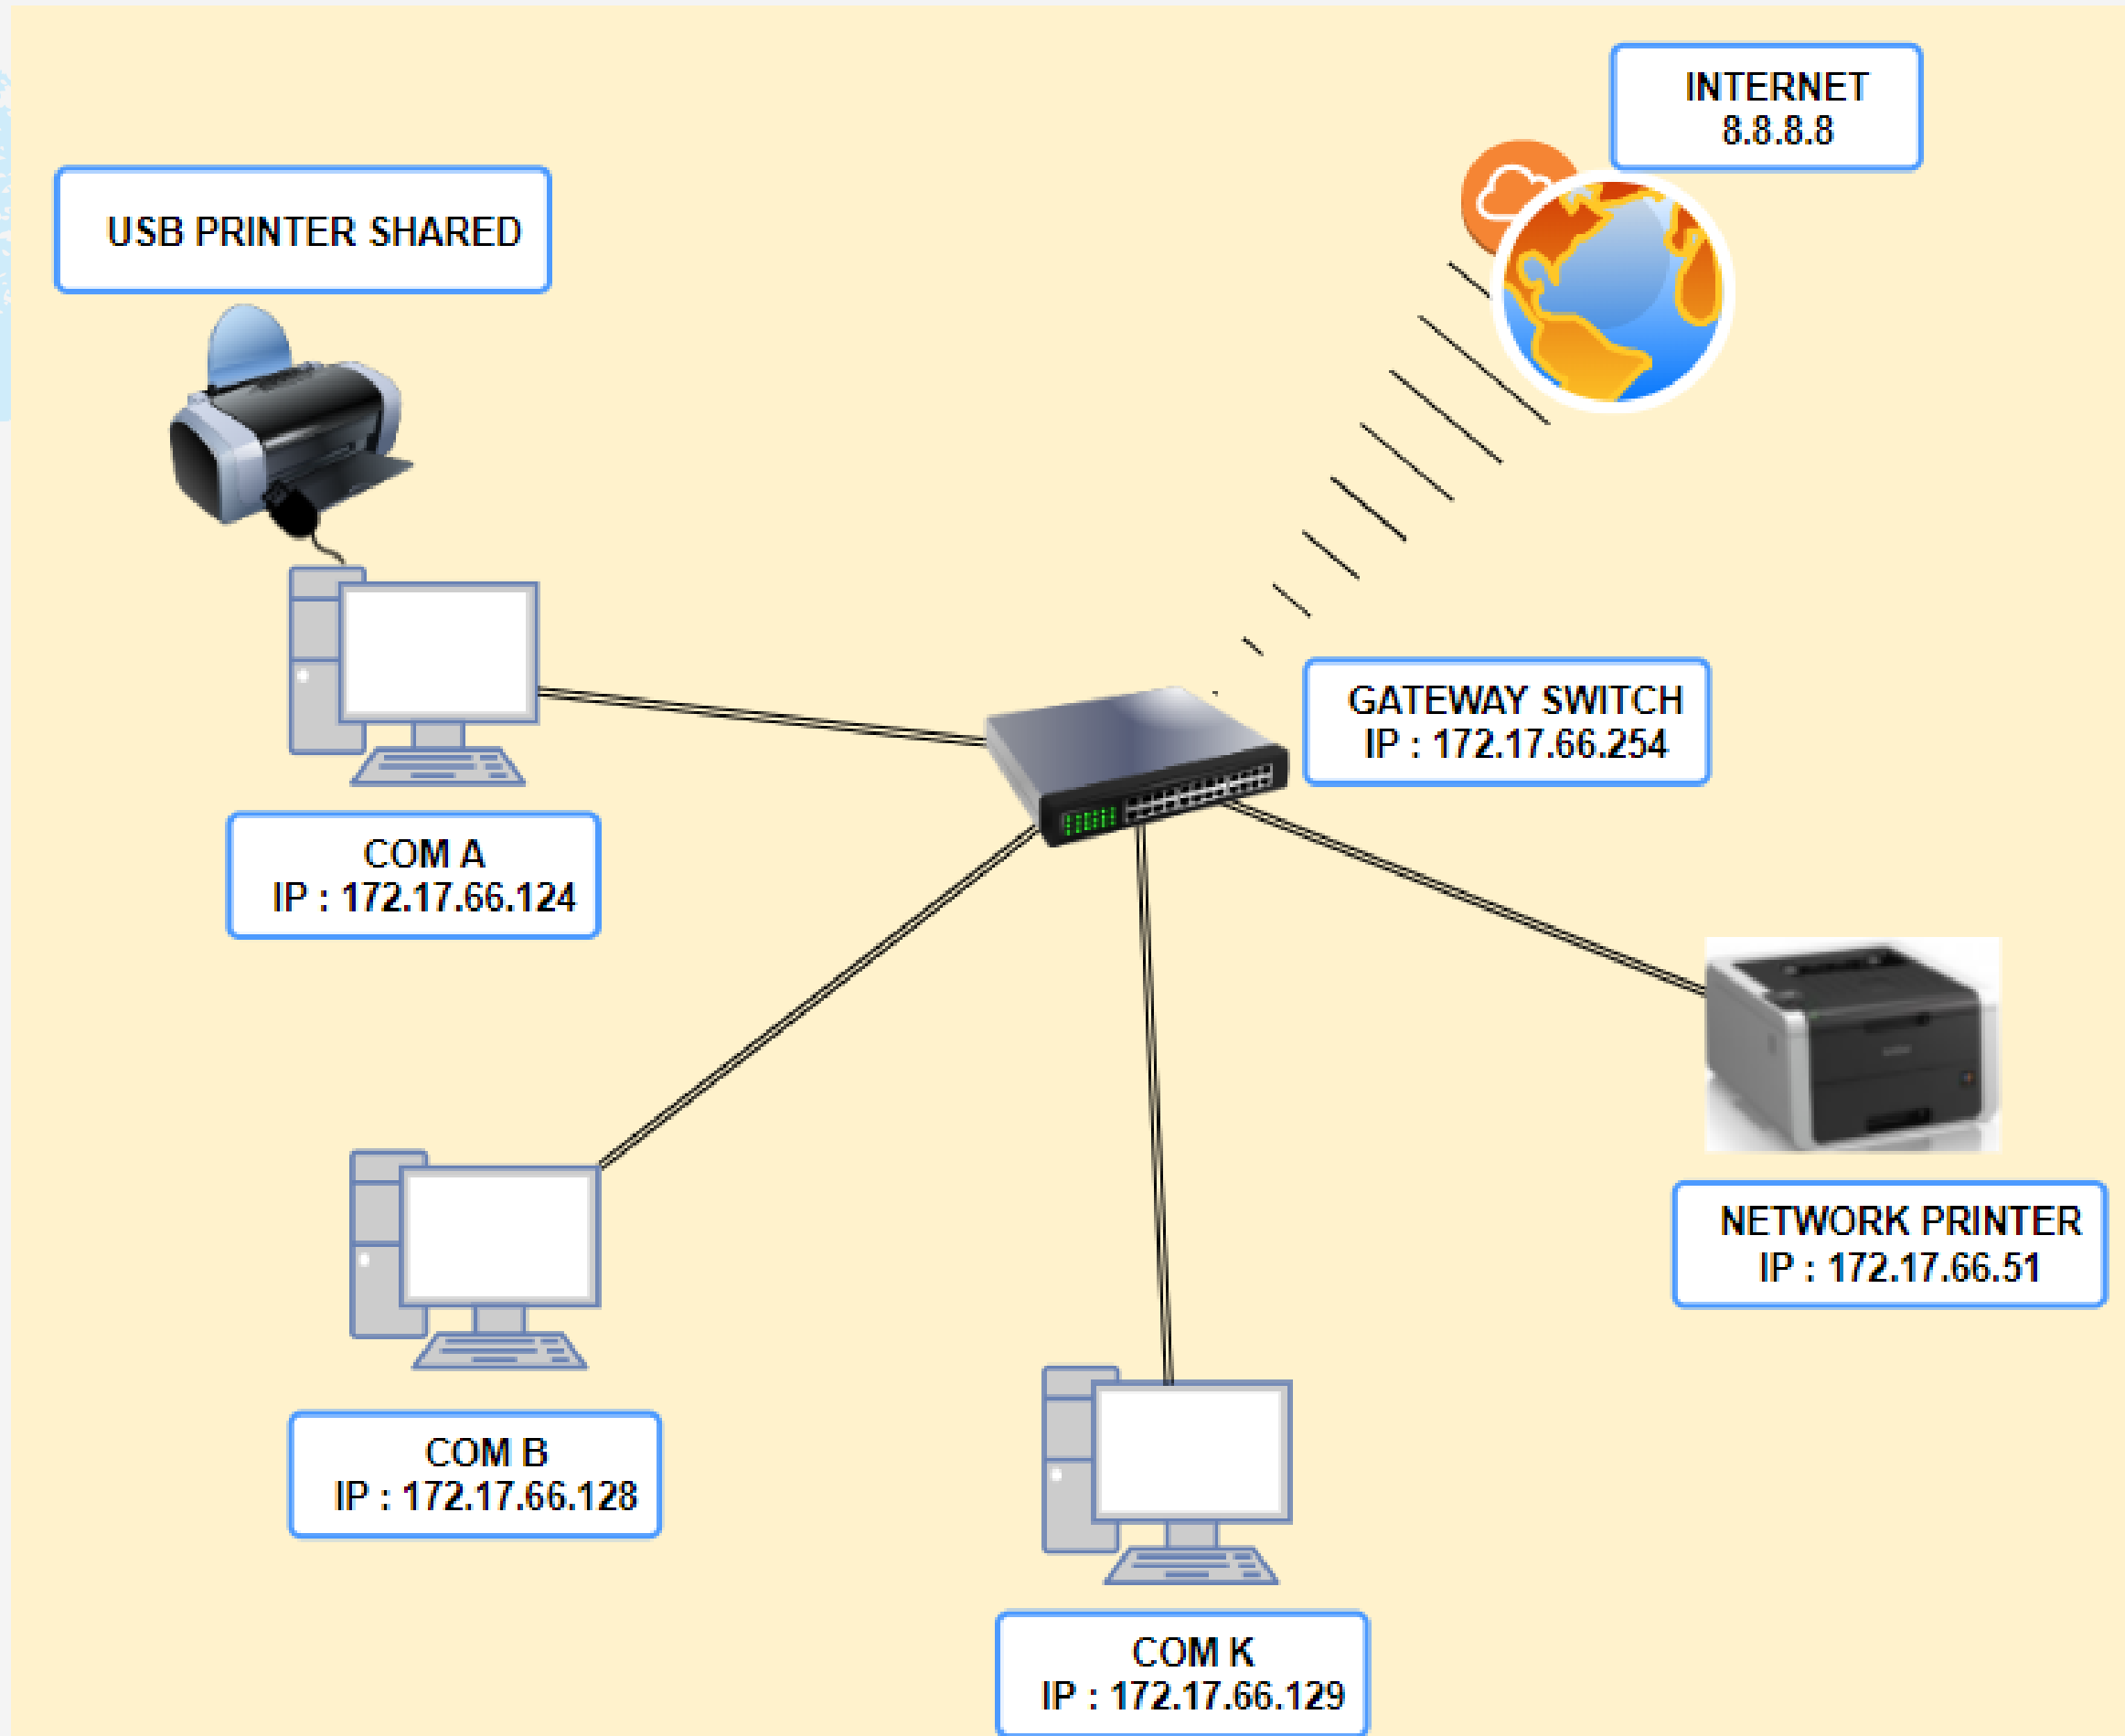 INTERNET
8.8.8.8
USB PRINTER SHARED
GATEWAY SWITCH
IP : 172.17.66.254
COM A
IP : 172.17.66.124
NETWORK PRINTER
IP : 172.17.66.51
COM B
IP : 172.17.66.128
COM K
IP : 172.17.66.129